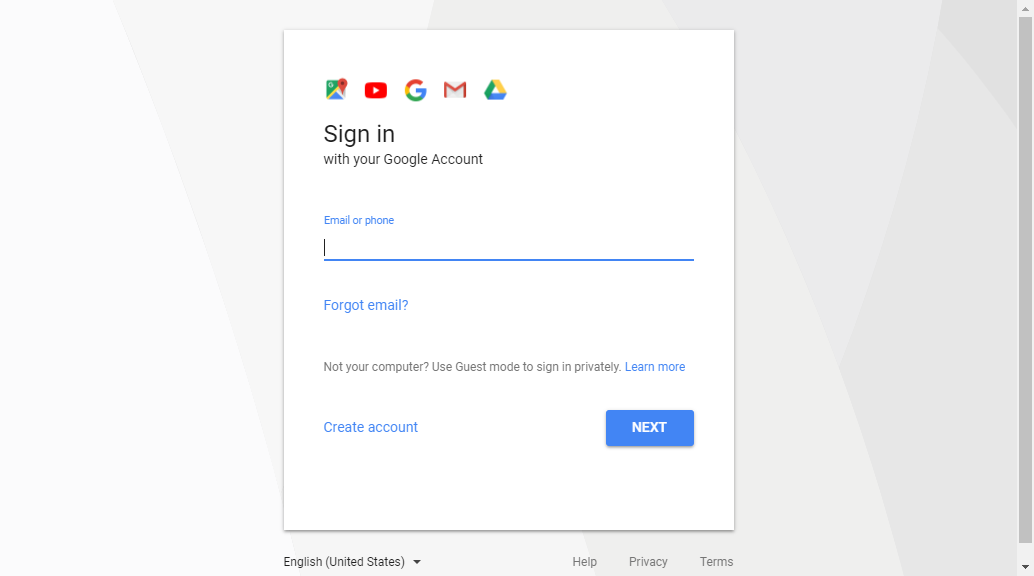 Sign in
with your Google Account
Email or phone
Forgot email?
Not your computer? Use Guest mode to sign in privately. Learn more
Create account NEXT
English (United States) Help Privacy Terms